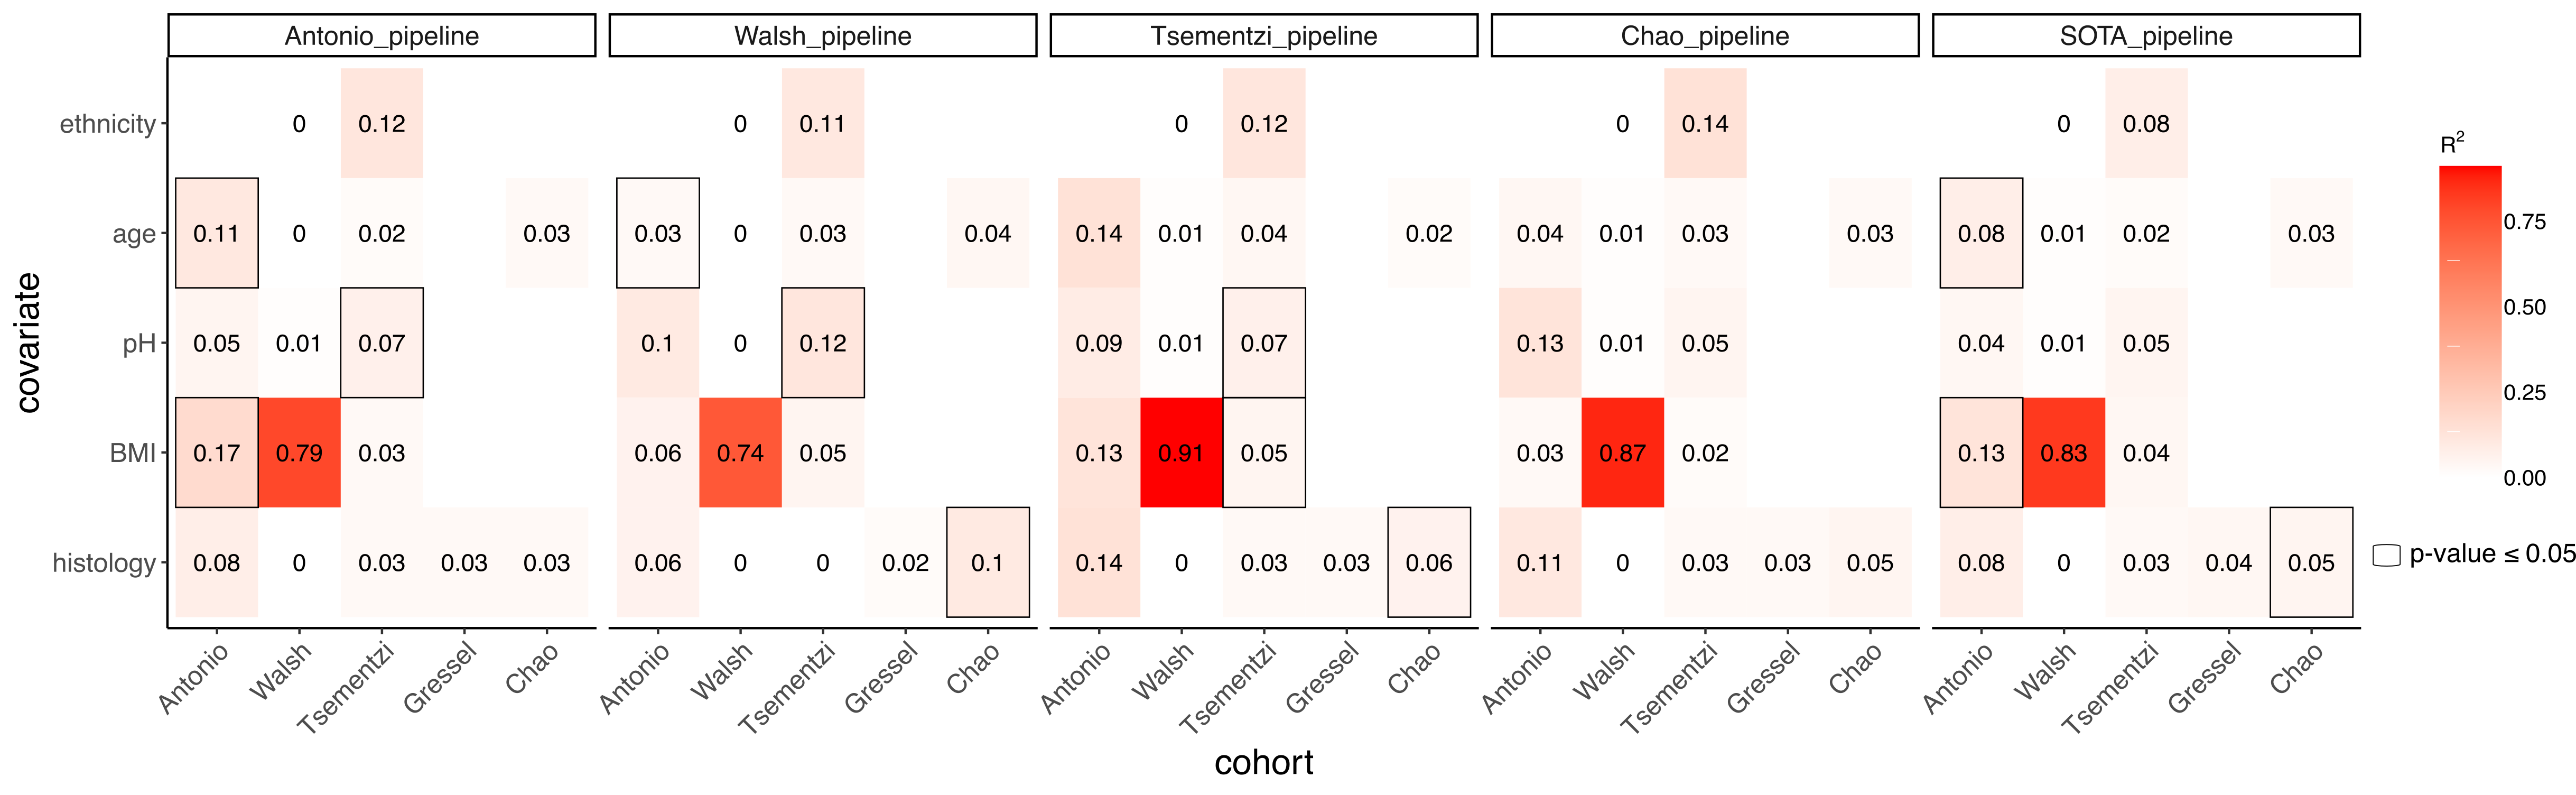 Antonio_pipeline Walsh_pipeline Tsementzi_pipeline Chao_pipeline SOTA_pipeline
ethnicity 0 0.12 0 0.11 0 0.12 0 0.14 0 0.08
age 0.11 0 0.02 0.03 0.03 0 0.03 0.04 0.14 0.01 0.04 0.02 0.04 0.01 0.03 0.03 0.08 0.01 0.02 0.03
pH 0.05 0.01 0.07 0.1 0 0.12 0.09 0.01 0.07 0.13 0.01 0.05 0.04 0.01 0.05
BMI 0.17 0.79 0.03 0.06 0.74 0.05 0.13 0.91 0.05 0.03 0.87 0.02 0.13 0.83 0.04
histology 0.08 0 0.03 0.03 0.03 0.06 0 0 0.02 0.1 0.14 0 0.03 0.03 0.06 0.11 0 0.03 0.03 0.05 0.08 0 0.03 0.04 0.05
Antonio Walsh Tsementzi Gressel Chao Antonio Walsh Tsementzi Gressel Chao Antonio Walsh Tsementzi Gressel Chao Antonio Walsh Tsementzi Gressel Chao Antonio Walsh Tsementzi Gressel Chao
cohort
covariate
R²
0.75
0.50
0.25
0.00
p-value ≤ 0.05